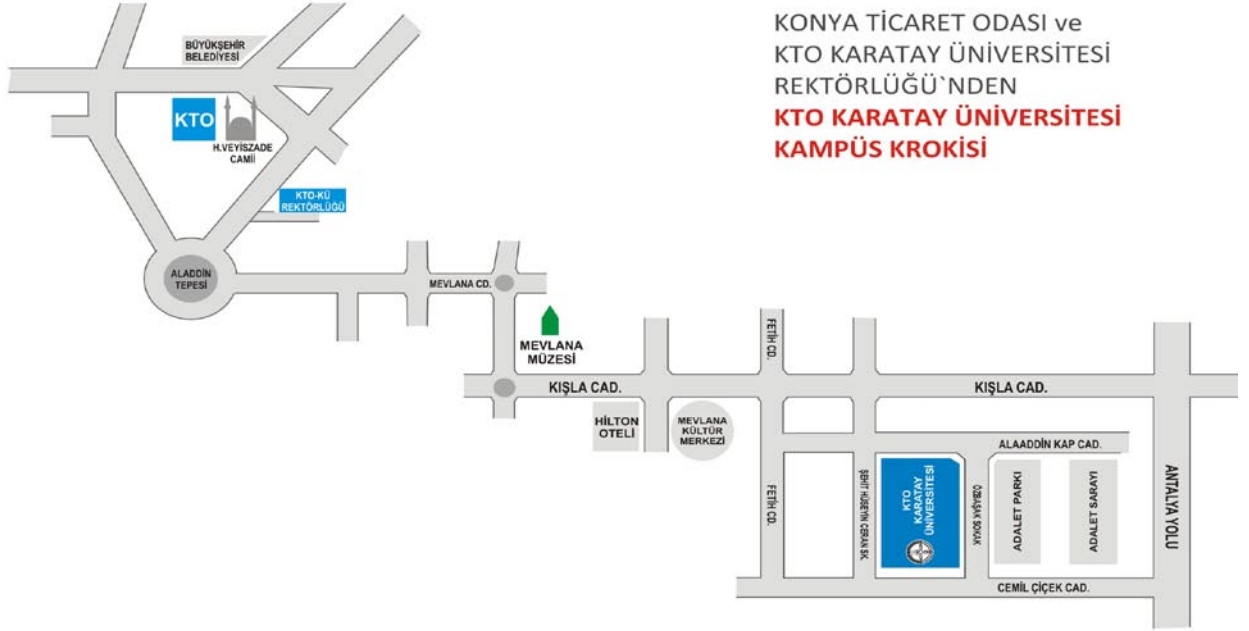 KONYA TİCARET ODASI ve
KTO KARATAY ÜNİVERSİTESİ
REKTÖRLÜĞÜ`NDEN
KTO KARATAY ÜNİVERSİTESİ
KAMPÜS KROKİSİ
BÜYÜKŞEHİR
BELEDİYESİ
KTO
H.VEYİSZADE
CAMİİ
KTO-KÜ
REKTÖRLÜĞÜ
ALADDİN
TEPESİ
MEVLANA CD.
MEVLANA
MÜZESİ
FETİH CD.
KIŞLA CAD.
KIŞLA CAD.
HİLTON
OTELİ
MEVLANA
KÜLTÜR
MERKEZİ
ALAADDİN KAP CAD.
FETİH CD.
ŞEHİT HÜSEYİN CERAN SK.
KTO
KARATAY
ÜNİVERSİTESİ
ÖZBAŞAK SOKAK
ADALET PARKI
ADALET SARAYI
ANTALYA YOLU
CEMİL ÇİÇEK CAD.